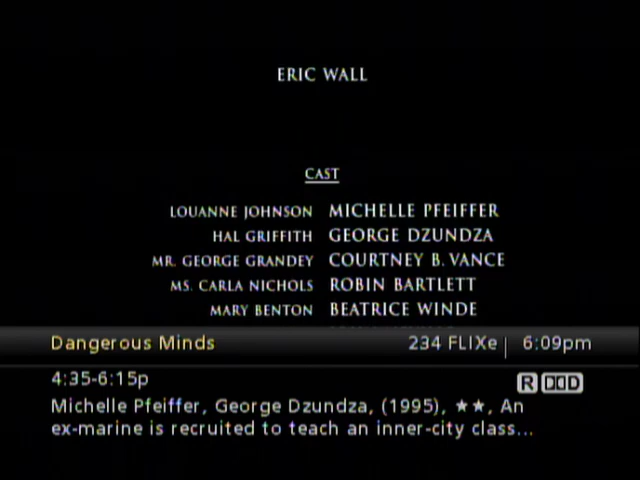 ERIC WALL
CAST
LOUANNE JOHNSON MICHELLE PFEIFFER
HAL GRIFFITH GEORGE DZUNDZA
MR. GEORGE GRANDEY COURTNEY B. VANCE
MS. CARLA NICHOLS ROBIN BARTLETT
MARY BENTON BEATRICE WINDE
Dangerous Minds 234 FLIXe | 6:09pm
4:35-6:15p R
Michelle Pfeiffer, George Dzundza, (1995), ★★, An
ex-marine is recruited to teach an inner-city class...